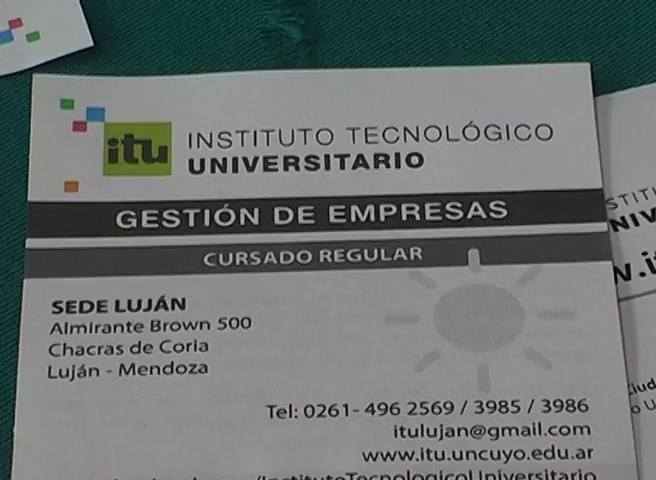 itu INSTITUTO TECNOLÓGICO
UNIVERSITARIO
GESTIÓN DE EMPRESAS
CURSADO REGULAR
SEDE LUJÁN
Almirante Brown 500
Chacras de Coria
Luján - Mendoza
Tel: 0261- 496 2569 / 3985 / 3986
itulujan@gmail.com
www.itu.uncuyo.edu.ar
/InstitutoTecnologicoUniversitario